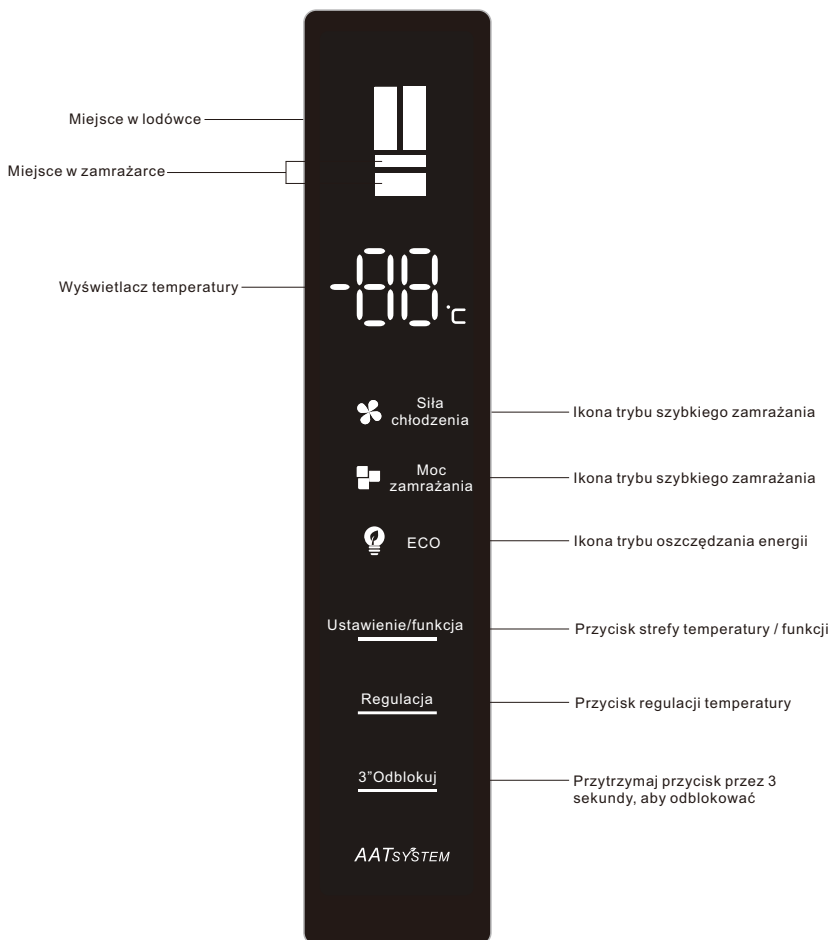 Miejsce w lodówce
Miejsce w zamrażarce
Wyświetlacz temperatury
-88°C
Siła
chłodzenia
Ikona trybu szybkiego zamrażania
Moc
zamrażania
Ikona trybu szybkiego zamrażania
ECO
Ikona trybu oszczędzania energii
Ustawienie/funkcja
Przycisk strefy temperatury / funkcji
Regulacja
Przycisk regulacji temperatury
3”Odblokuj
Przytrzymaj przycisk przez 3
sekundy, aby odblokować
AATSYSTEM